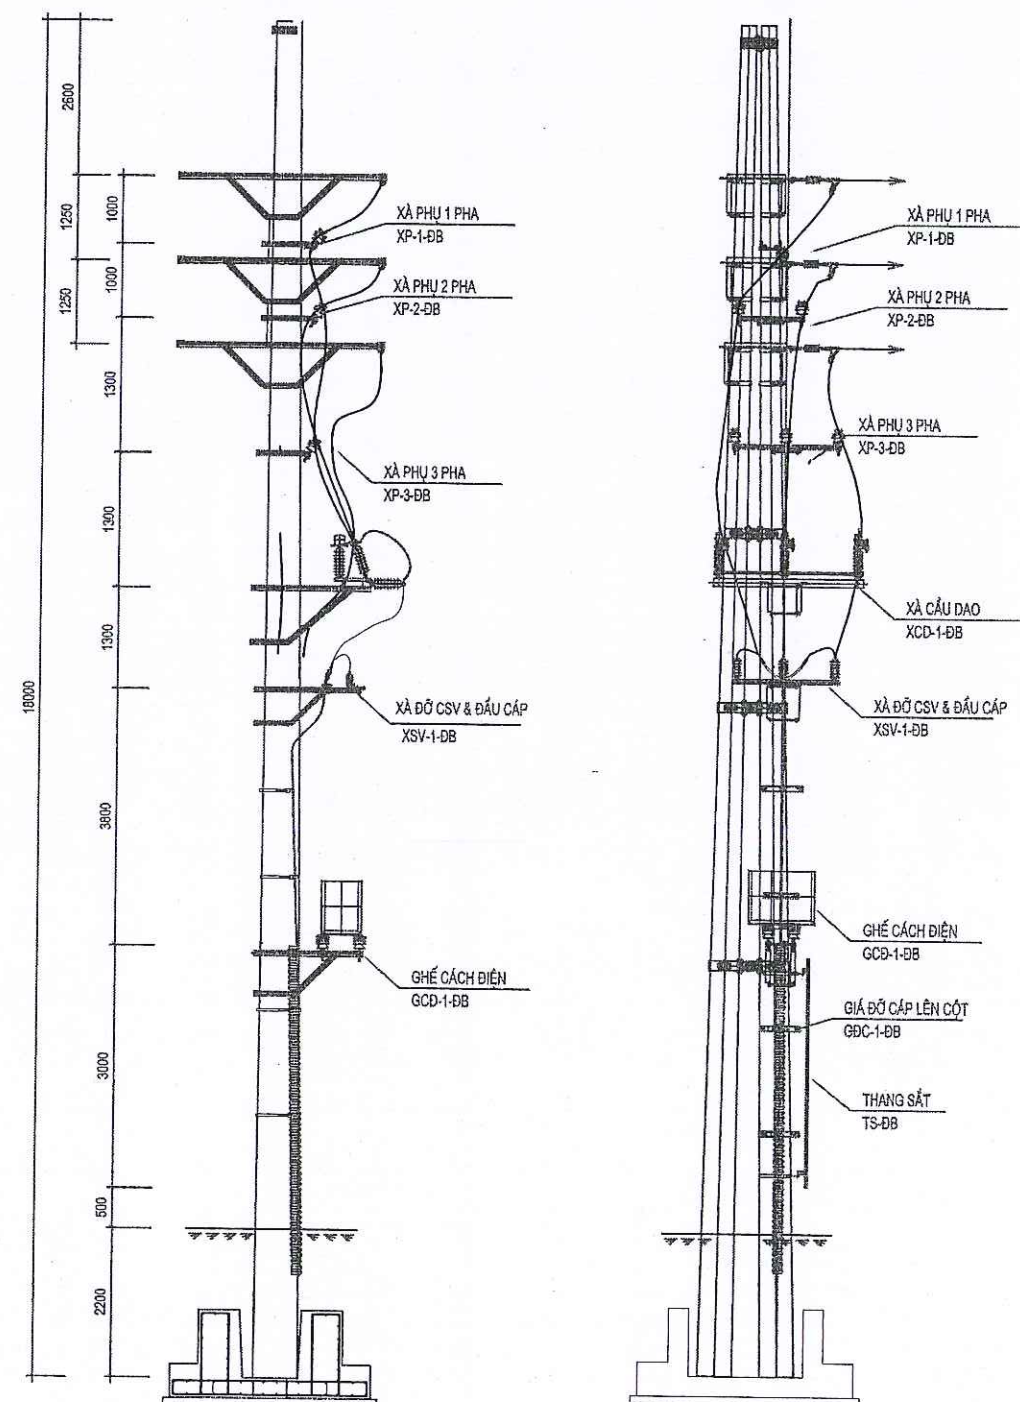 2600
1250
1250
18000
1000
1000
1300
1300
1300
3800
3000
500
2200
XÀ PHỤ 1 PHA
XP-1-ĐB
XÀ PHỤ 2 PHA
XP-2-ĐB
XÀ PHỤ 3 PHA
XP-3-ĐB
XÀ ĐỠ CSV & ĐẦU CÁP
XSV-1-ĐB
GHẾ CÁCH ĐIỆN
GCĐ-1-ĐB
XÀ PHỤ 1 PHA
XP-1-ĐB
XÀ PHỤ 2 PHA
XP-2-ĐB
XÀ PHỤ 3 PHA
XP-3-ĐB
XÀ CẦU DAO
XCD-1-ĐB
XÀ ĐỠ CSV & ĐẦU CÁP
XSV-1-ĐB
GHẾ CÁCH ĐIỆN
GCĐ-1-ĐB
GIÁ ĐỠ CÁP LÊN CỘT
GĐC-1-ĐB
THANG SẮT
TS-ĐB